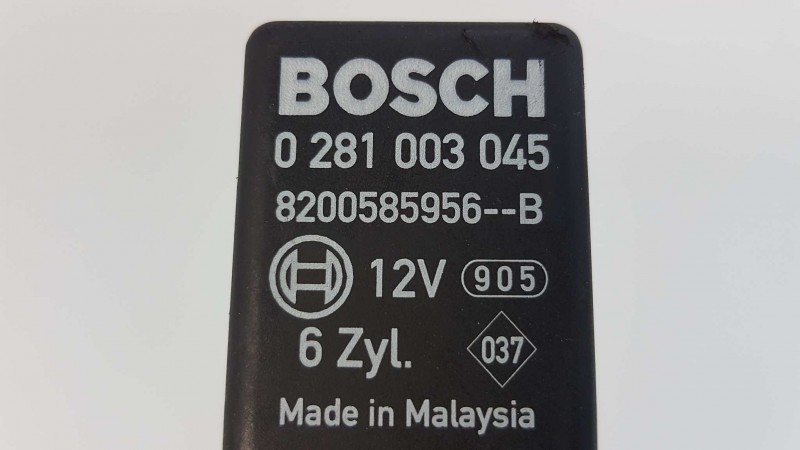 BOSCH
0 281 003 045
8200585956--B
12V 905
6 Zyl. 037
Made in Malaysia